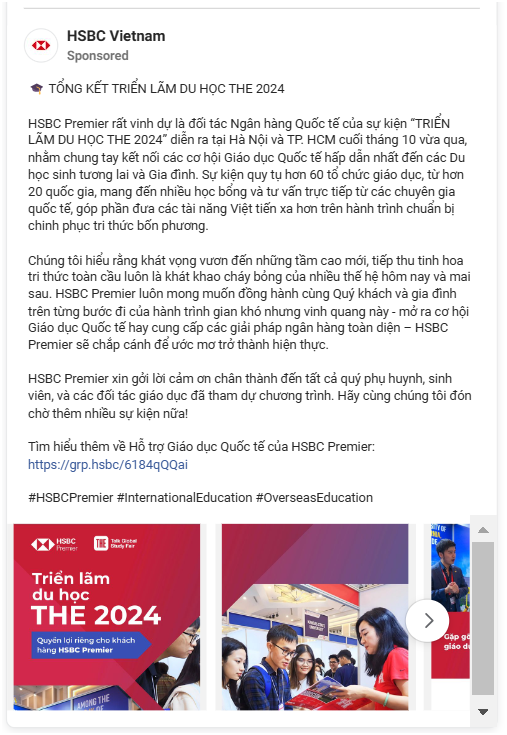 HSBC Vietnam
Sponsored
🎓 TỔNG KẾT TRIỂN LÃM DU HỌC THE 2024
HSBC Premier rất vinh dự là đối tác Ngân hàng Quốc tế của sự kiện “TRIỂN
LÃM DU HỌC THE 2024” diễn ra tại Hà Nội và TP. HCM cuối tháng 10 vừa qua,
nhằm chung tay kết nối các cơ hội Giáo dục Quốc tế hấp dẫn nhất đến các Du
học sinh tương lai và Gia đình. Sự kiện quy tụ hơn 60 tổ chức giáo dục, từ hơn
20 quốc gia, mang đến nhiều học bổng và tư vấn trực tiếp từ các chuyên gia
quốc tế, góp phần đưa các tài năng Việt tiến xa hơn trên hành trình chuẩn bị
chinh phục tri thức bốn phương.
Chúng tôi hiểu rằng khát vọng vươn đến những tầm cao mới, tiếp thu tinh hoa
tri thức toàn cầu luôn là khát khao cháy bỏng của nhiều thế hệ hôm nay và mai
sau. HSBC Premier luôn mong muốn đồng hành cùng Quý khách và gia đình
trên từng bước đi của hành trình gian khó nhưng vinh quang này - mở ra cơ hội
Giáo dục Quốc tế hay cung cấp các giải pháp ngân hàng toàn diện – HSBC
Premier sẽ chắp cánh để ước mơ trở thành hiện thực.
HSBC Premier xin gởi lời cảm ơn chân thành đến tất cả quý phụ huynh, sinh
viên, và các đối tác giáo dục đã tham dự chương trình. Hãy cùng chúng tôi đón
chờ thêm nhiều sự kiện nữa!
Tìm hiểu thêm về Hỗ trợ Giáo dục Quốc tế của HSBC Premier:
https://grp.hsbc/6184qQQai
#HSBCPremier #InternationalEducation #OverseasEducation
HSBC
Premier
THE Talk Global
Study Fair
Triển lãm
du học
THE 2024
Quyền lợi riêng cho khách
hàng HSBC Premier
AMONG THE
Gặp gỡ
giáo dụ